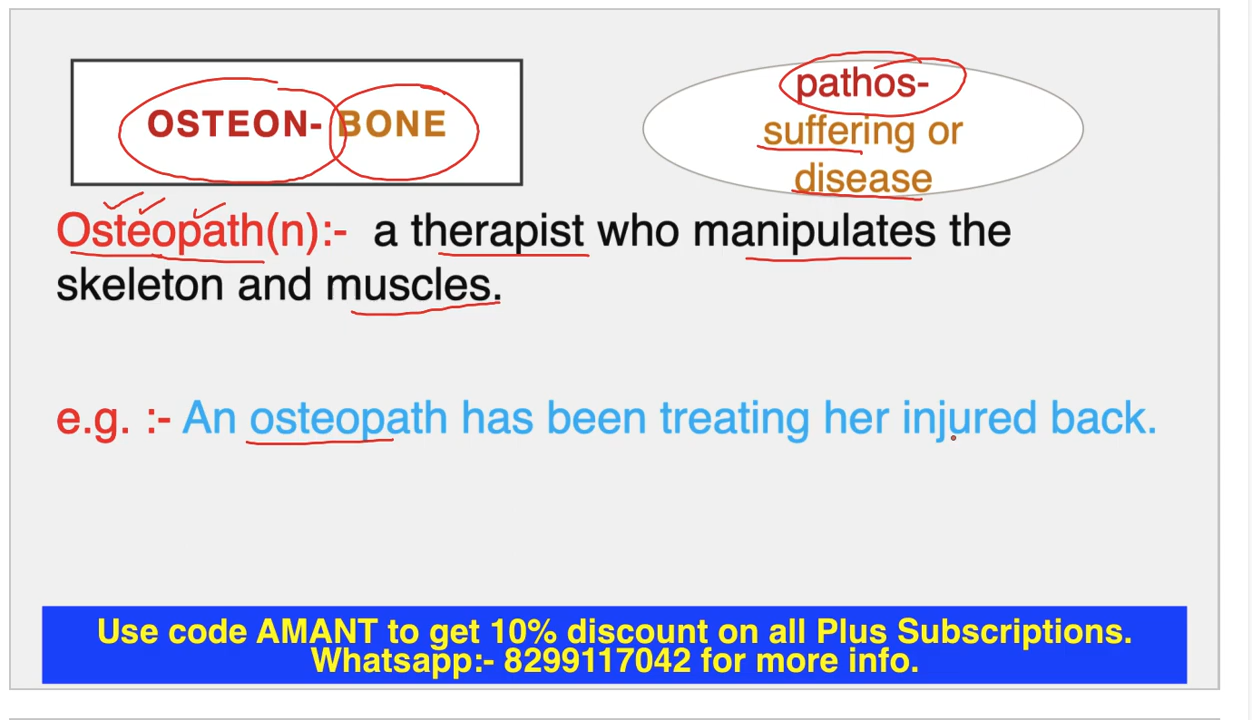 OSTEON- BONE
pathos-
suffering or
disease
Osteopath(n):- a therapist who manipulates the
skeleton and muscles.
e.g. :- An osteopath has been treating her injured back.
Use code AMANT to get 10% discount on all Plus Subscriptions.
Whatsapp:- 8299117042 for more info.